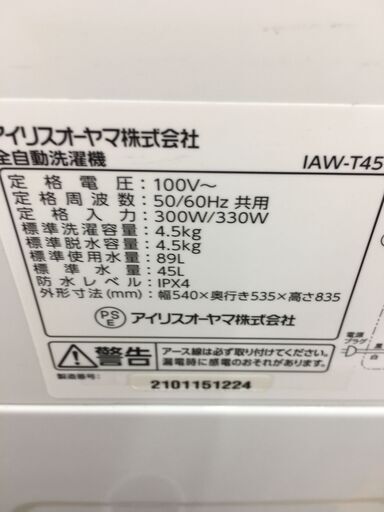 アイリスオーヤマ株式会社
全自動洗濯機 IAW-T45
定格電圧:100V～
定格周波数:50/60Hz 共用
定格入力:300W/330W
標準洗濯容量:4.5kg
標準脱水容量:4.5kg
標準使用水量:89L
標準水量:45L
防水レベル:IPX4
外形寸法(mm):幅540×奥行き535×高さ835
PSE アイリスオーヤマ株式会社
警告 アース線は必ず取り付けてください。
漏電時に感電のおそれがあります。
製造番号: 2101151224
電源
プラグ
黒
白